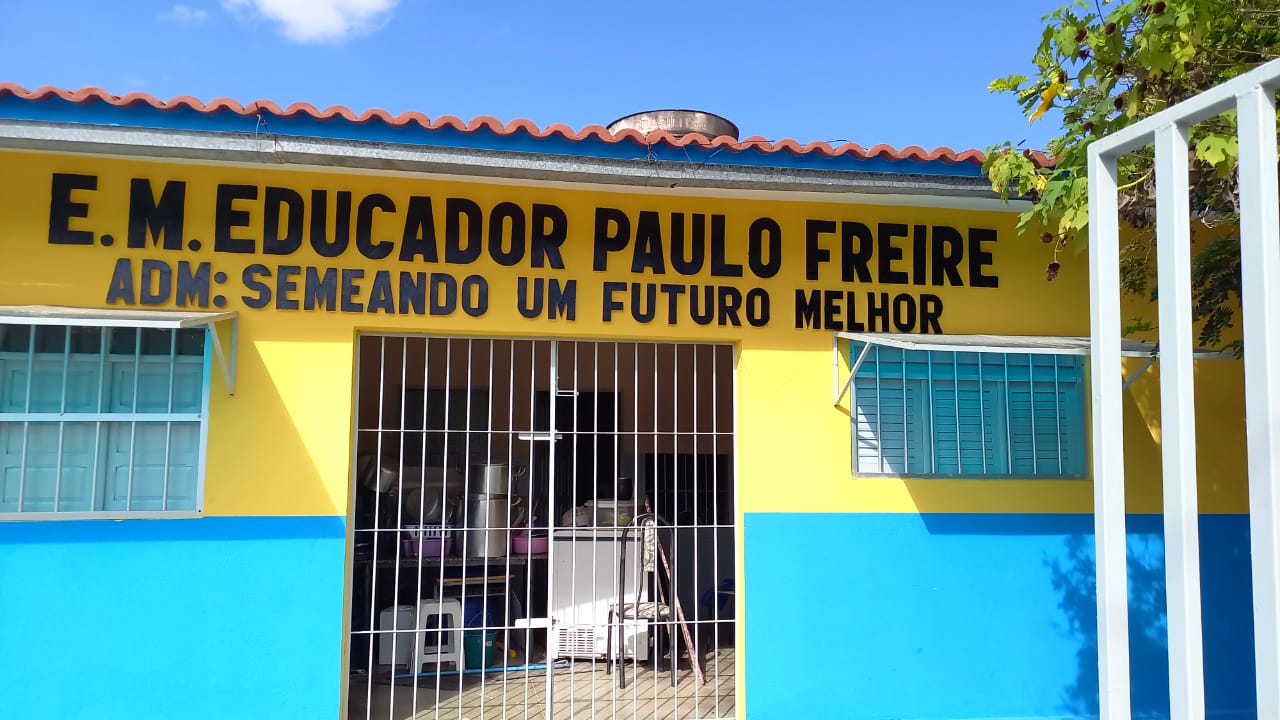 E.M.EDUCADOR PAULO FREIRE
ADM: SEMEANDO UM FUTURO MELHOR